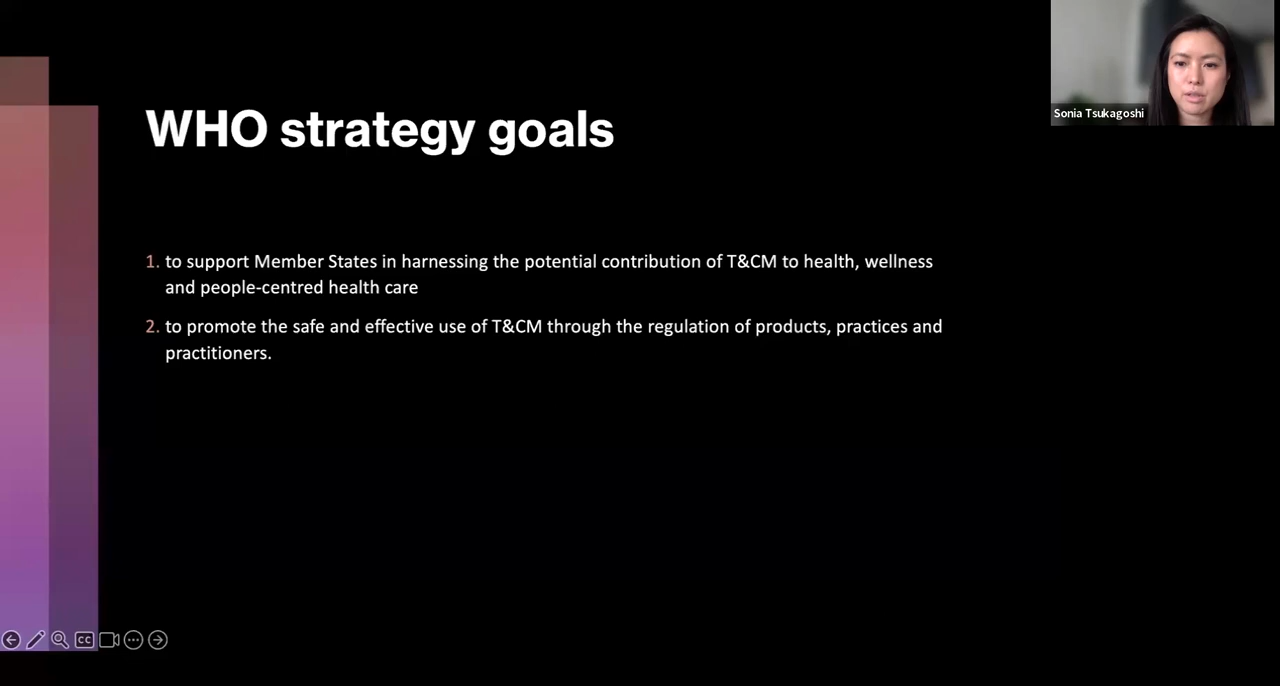 WHO strategy goals
Sonia Tsukagoshi
1. to support Member States in harnessing the potential contribution of T&CM to health, wellness
and people-centred health care
2. to promote the safe and effective use of T&CM through the regulation of products, practices and
practitioners.
CC